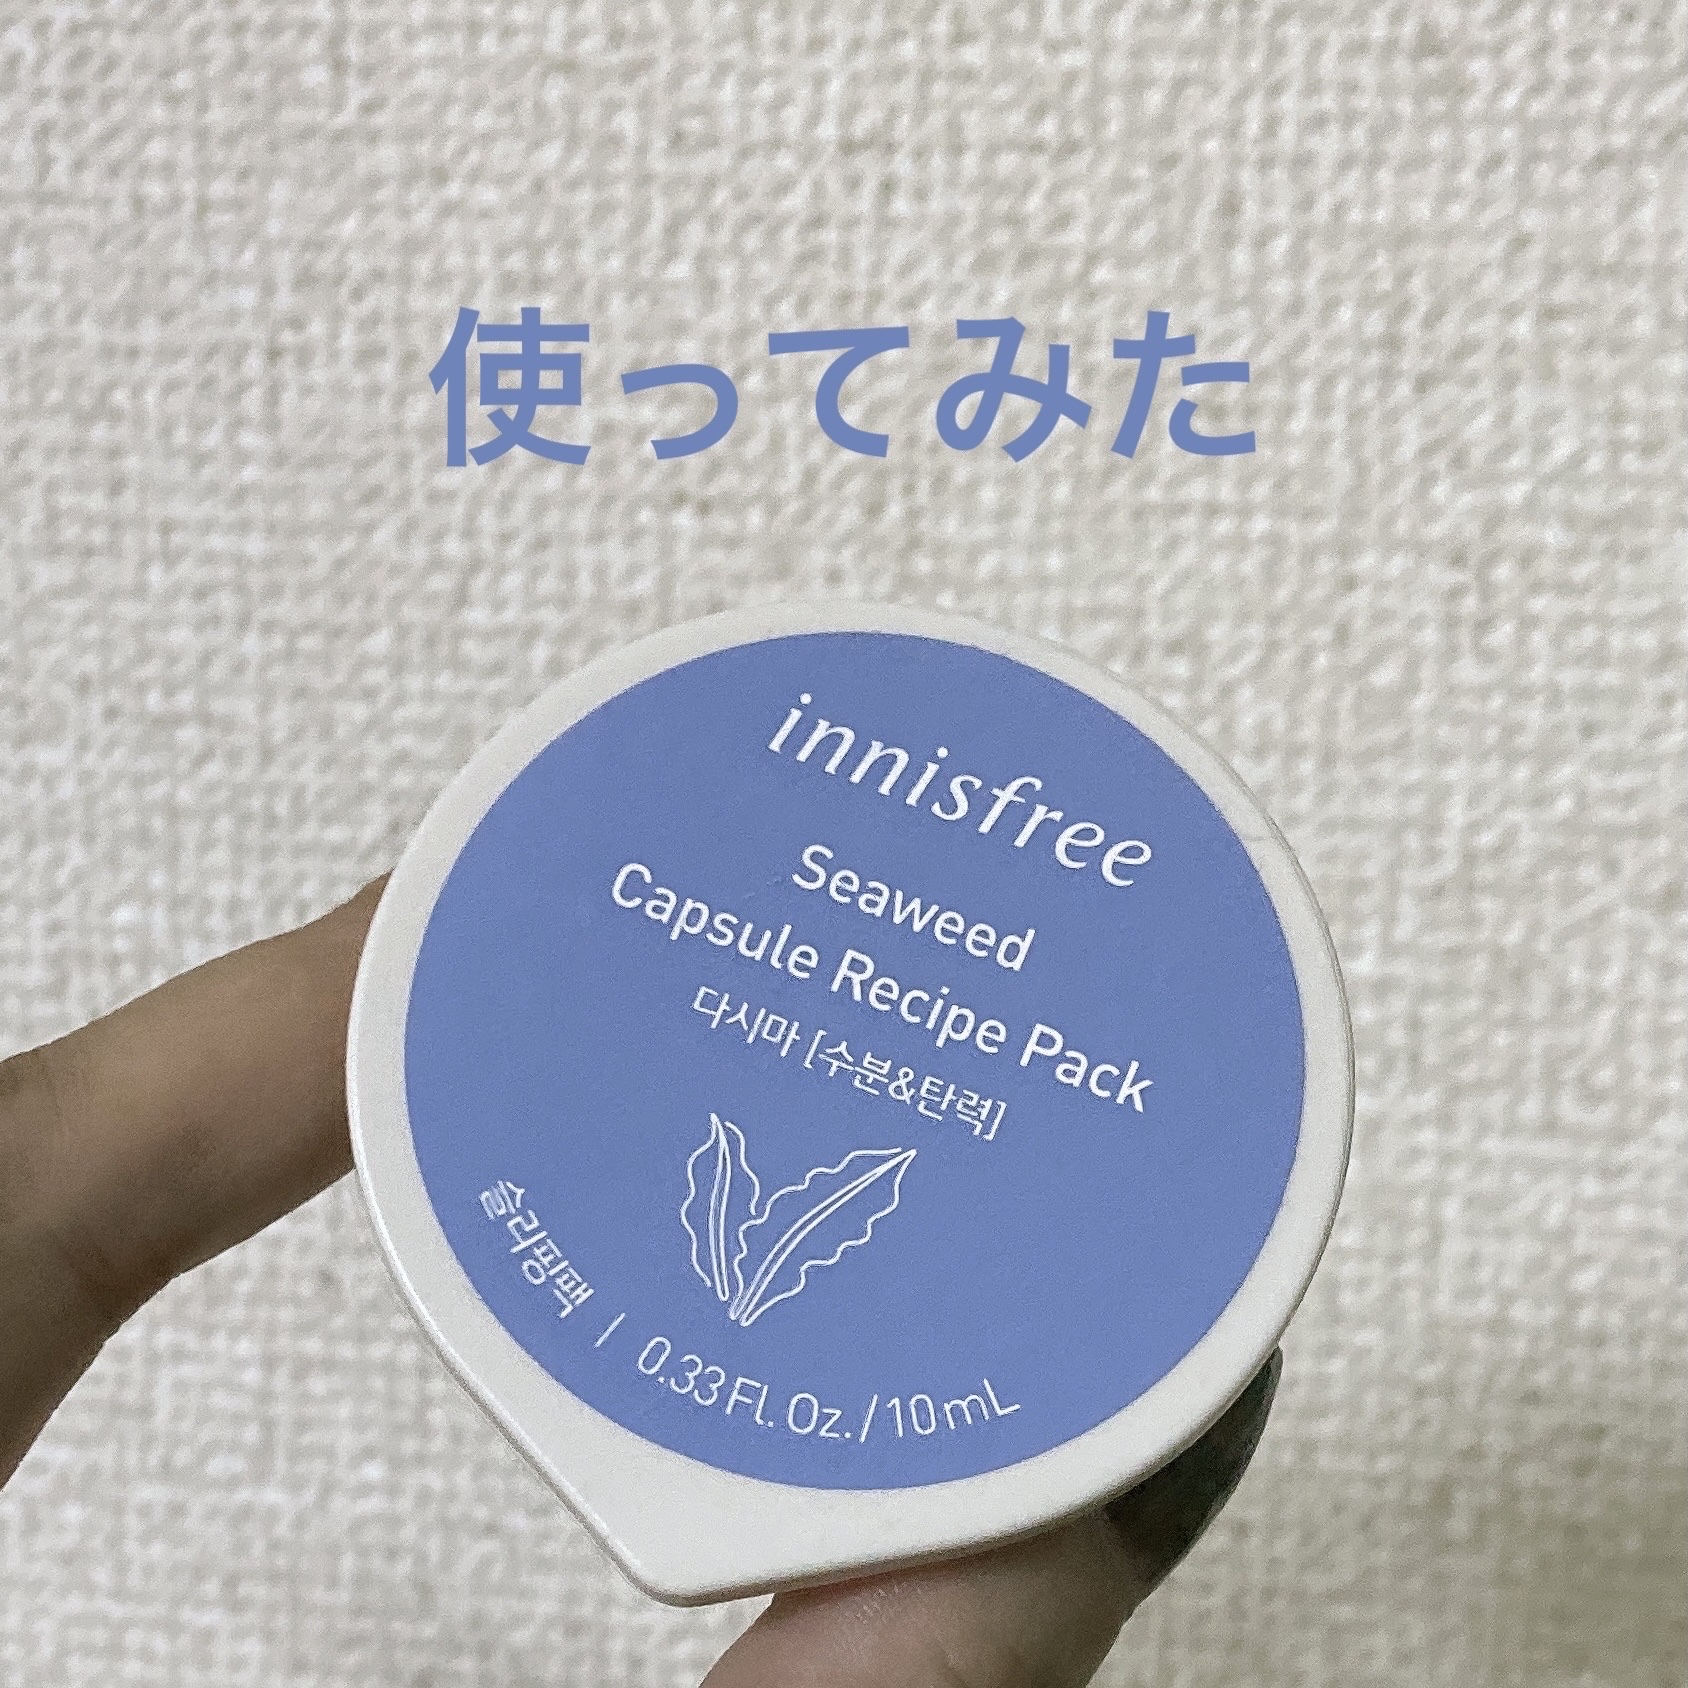 使ってみた
innisfree
Seaweed
Capsule Recipe Pack
다시마 [수분&탄력]
슬리핑팩 | 0.33 Fl. Oz. / 10 mL